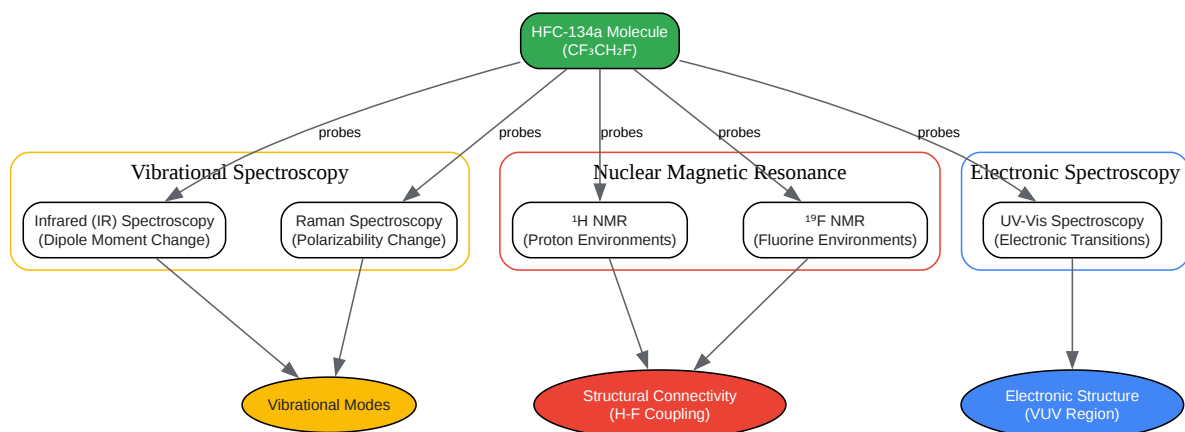 HFC-134a Molecule
(CF₃CH₂F)
probes
probes
probes
probes
probes
Vibrational Spectroscopy
Nuclear Magnetic Resonance
Electronic Spectroscopy
Infrared (IR) Spectroscopy
(Dipole Moment Change)
Raman Spectroscopy
(Polarizability Change)
¹H NMR
(Proton Environments)
¹⁹F NMR
(Fluorine Environments)
UV-Vis Spectroscopy
(Electronic Transitions)
Vibrational Modes
Structural Connectivity
(H-F Coupling)
Electronic Structure
(VUV Region)